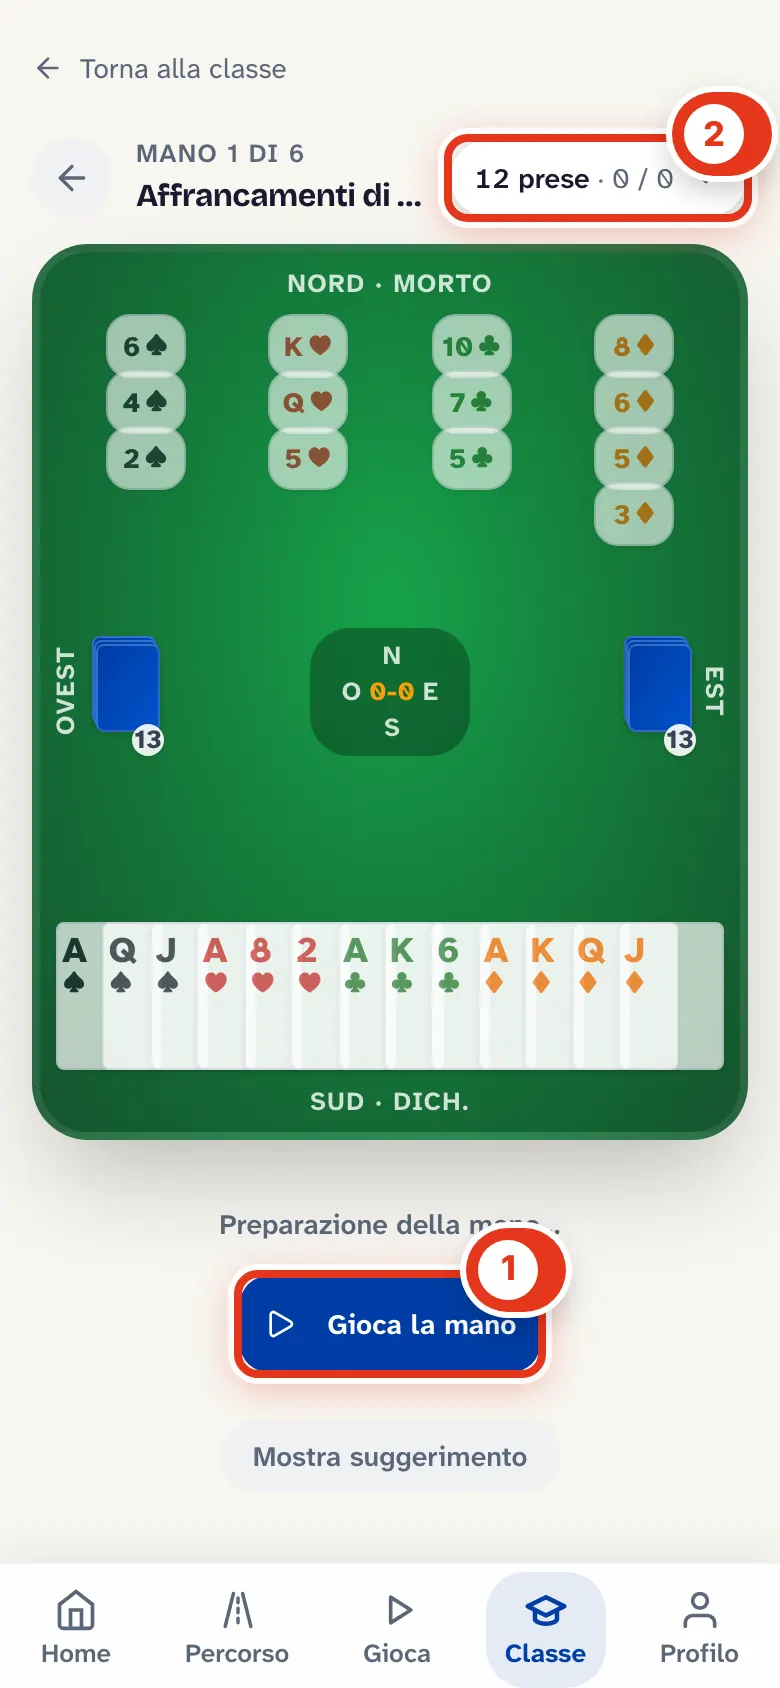 Torna alla classe
MANO 1 DI 6
Affrancamenti di ...
12 prese · 0 / 0
2
NORD · MORTO
6♠ K♥ 10♣ 8♦
4♠ Q♥ 7♣ 6♦
2♠ 5♥ 5♣ 5♦
3♦
OVEST
13
N
O 0-0 E
S
EST
13
A Q J A 8 2 A K 6 A K Q J
♠ ♠ ♠ ♥ ♥ ♥ ♣ ♣ ♣ ♦ ♦ ♦ ♦
SUD · DICH.
Preparazione della mano...
1
Gioca la mano
Mostra suggerimento
Home Percorso Gioca Classe Profilo